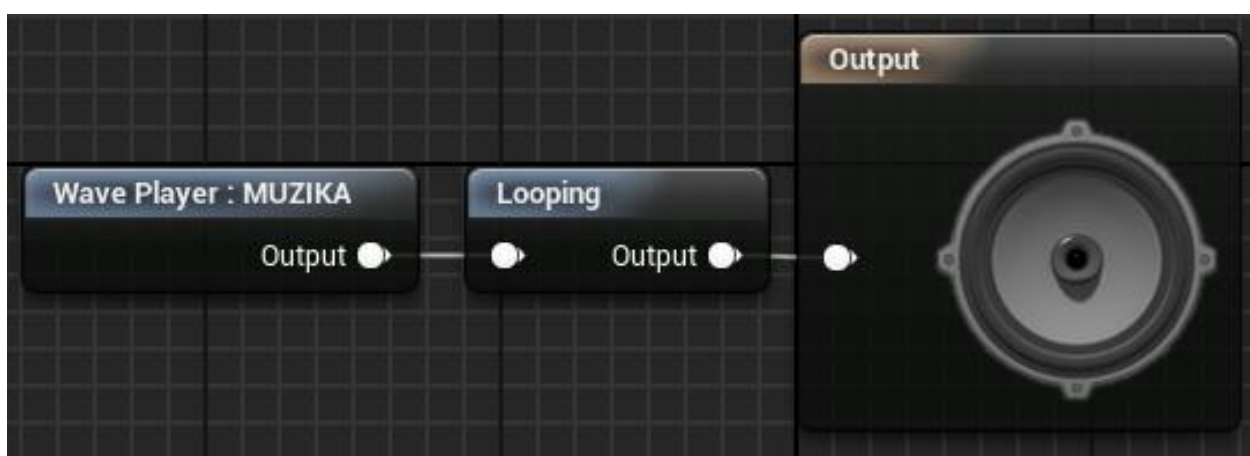 Output
Wave Player : MUZIKA
Output
Looping
Output